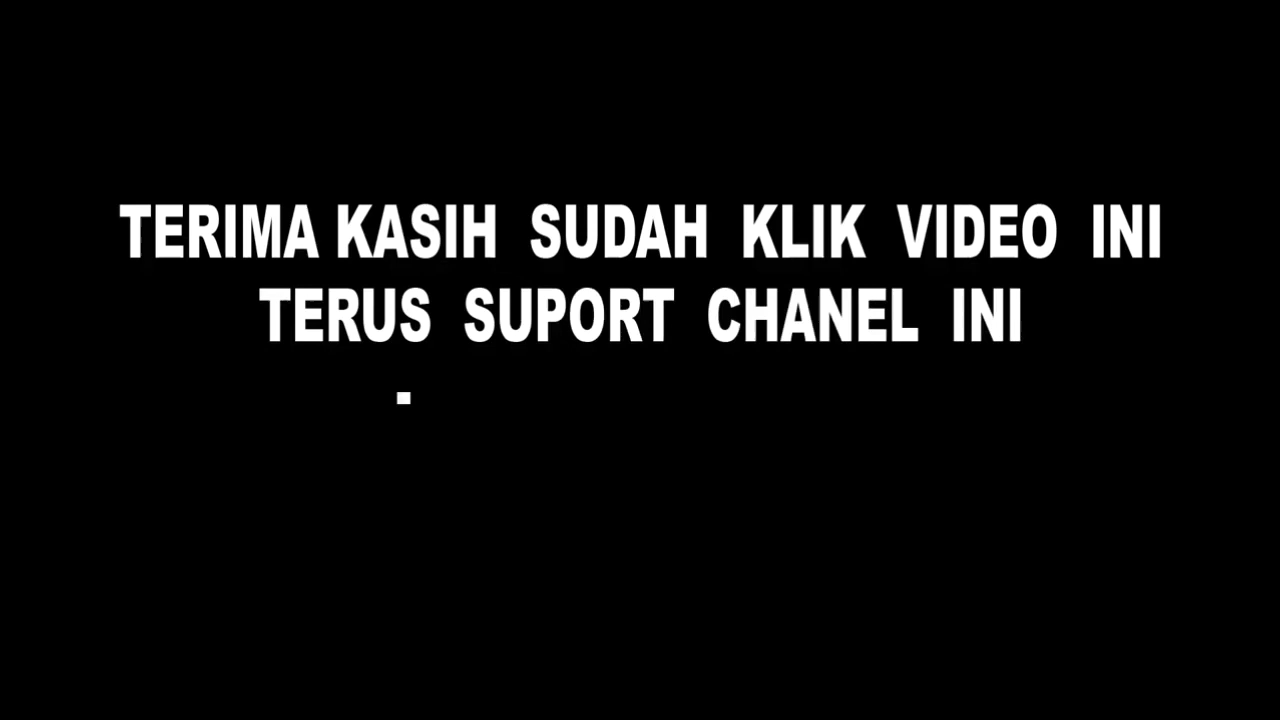 TERIMA KASIH SUDAH KLIK VIDEO INI
TERUS SUPORT CHANEL INI
.